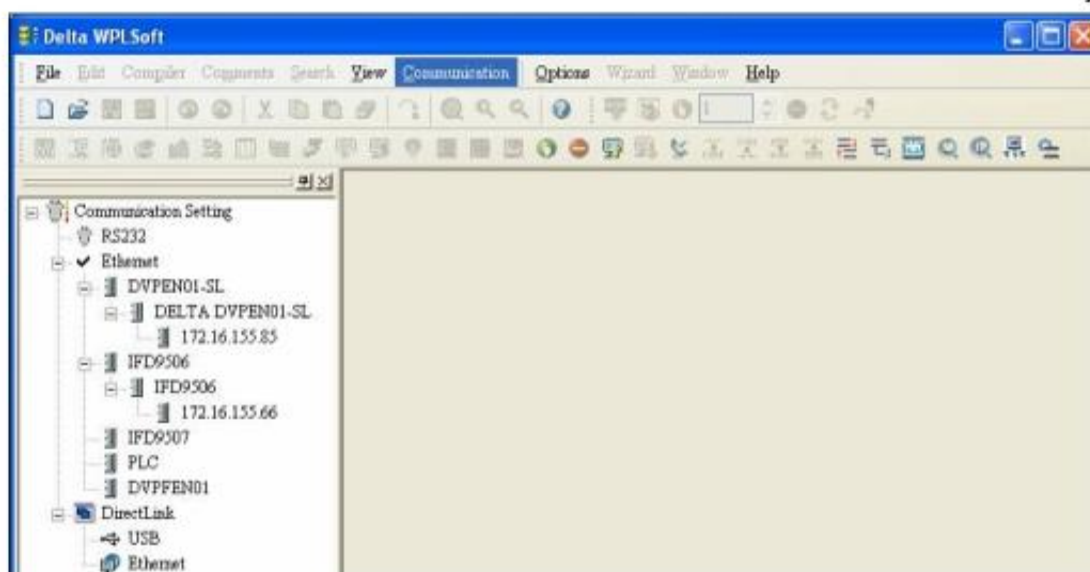 Delta WPLSoft
File Edit Compiler Comments Search View Communication Options Wizard Window Help
1
Communication Setting
RS232
Ethernet
DVPEN01-SL
DELTA DVPEN01-SL
172.16.155.85
IFD9506
IFD9506
172.16.155.66
IFD9507
PLC
DVPFEN01
DirectLink
USB
Ethernet